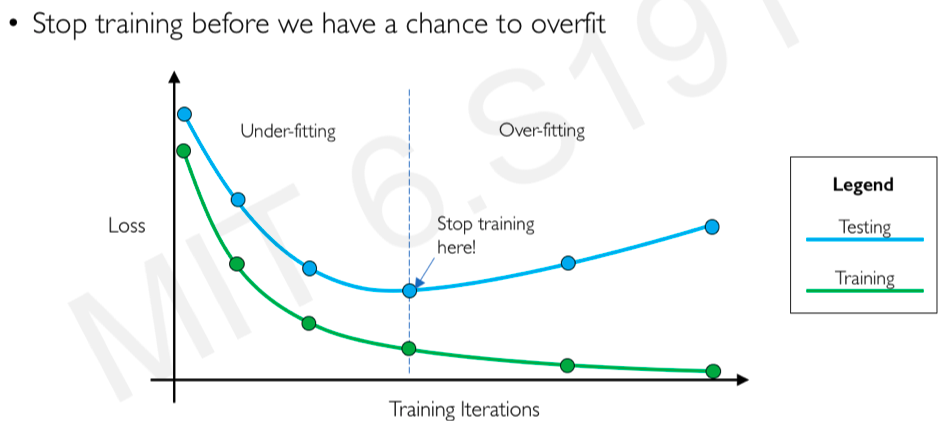 • Stop training before we have a chance to overfit
Under-fitting
Over-fitting
Loss
Stop training
here!
Training Iterations
Legend
Testing
Training
MIT 6.S191